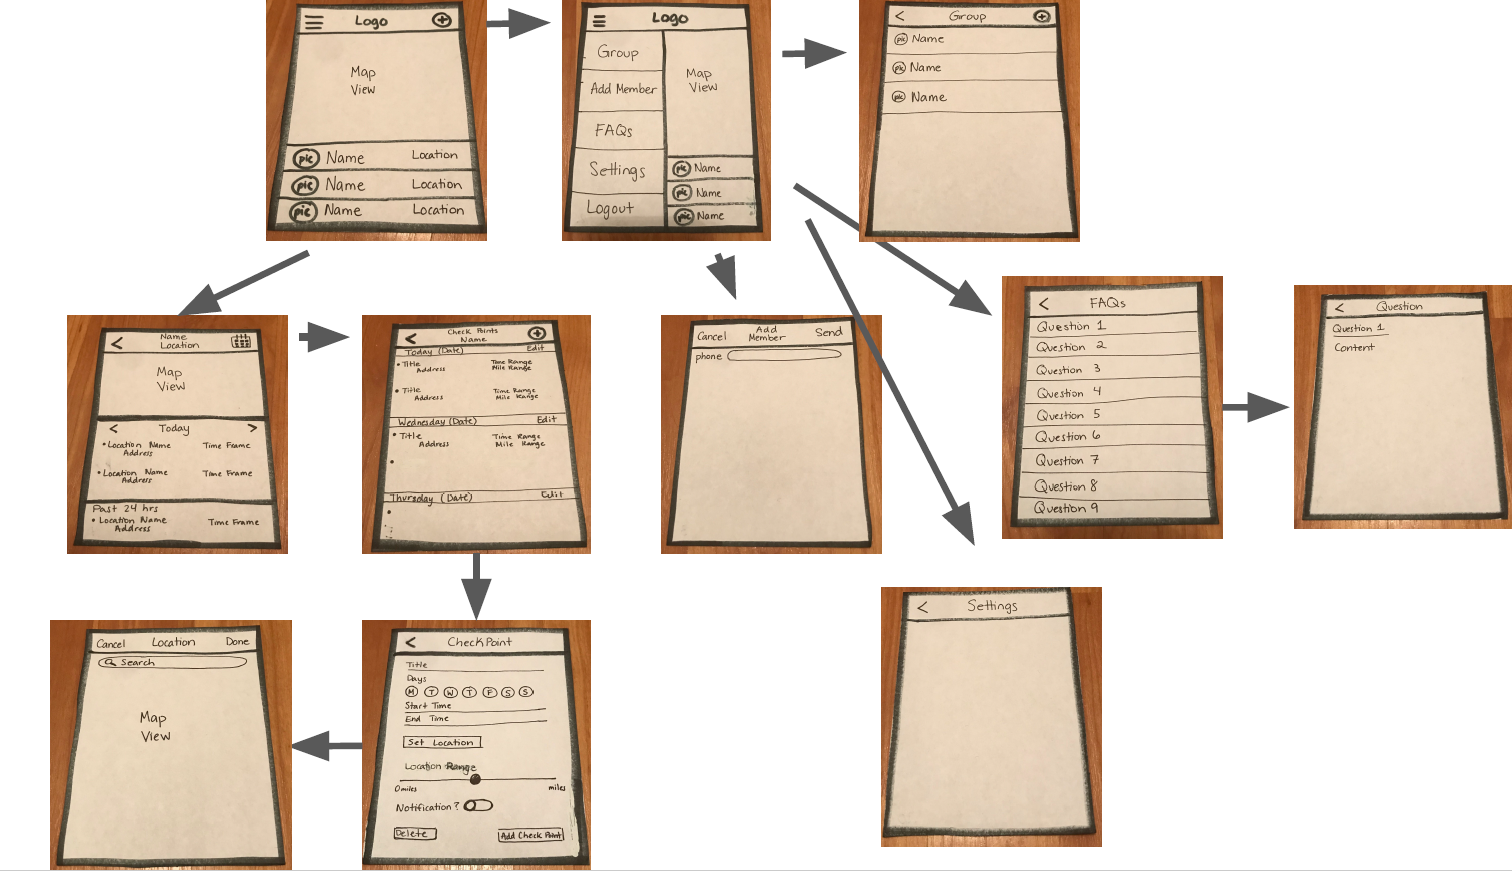 Logo
Map
View
pic Name Location
pic Name Location
pic Name Location
Logo
Group
Add Member
FAQs
Settings
Logout
Map
View
pic Name
pic Name
pic Name
< Group
pic Name
pic Name
pic Name
< Name
Location
Map
View
< Today >
• Location Name Time Frame
Address
• Location Name Time Frame
Address
Past 24 hrs
• Location Name Time Frame
Address
< Check Points
Name
Today (Date) Edit
• Title Time Range
Address Mile Range
• Title Time Range
Address Mile Range
Wednesday (Date) Edit
• Title Time Range
Address Mile Range
Thursday (Date) Edit
Cancel Add Member Send
phone
< FAQs
Question 1
Question 2
Question 3
Question 4
Question 5
Question 6
Question 7
Question 8
Question 9
< Question
Question 1
Content
Cancel Location Done
Search
Map
View
< Check Point
Title
Days
M T W T F S S
Start Time
End Time
Set Location
Location Range
0 miles miles
Notification?
Delete Add Check Point
< Settings